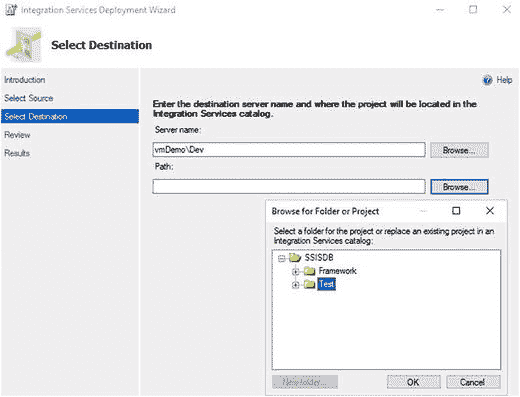 Integration Services Deployment Wizard
Select Destination
Introduction
Help
Select Source
Select Destination
Review
Results
Enter the destination server name and where the project will be located in the
Integration Services catalog.
Server name:
vmDemo\Dev
Browse...
Path:
Browse...
Browse for Folder or Project
Select a folder for the project or replace an existing project in an
Integration Services catalog:
SSISDB
Framework
Test
New folder...
OK
Cancel